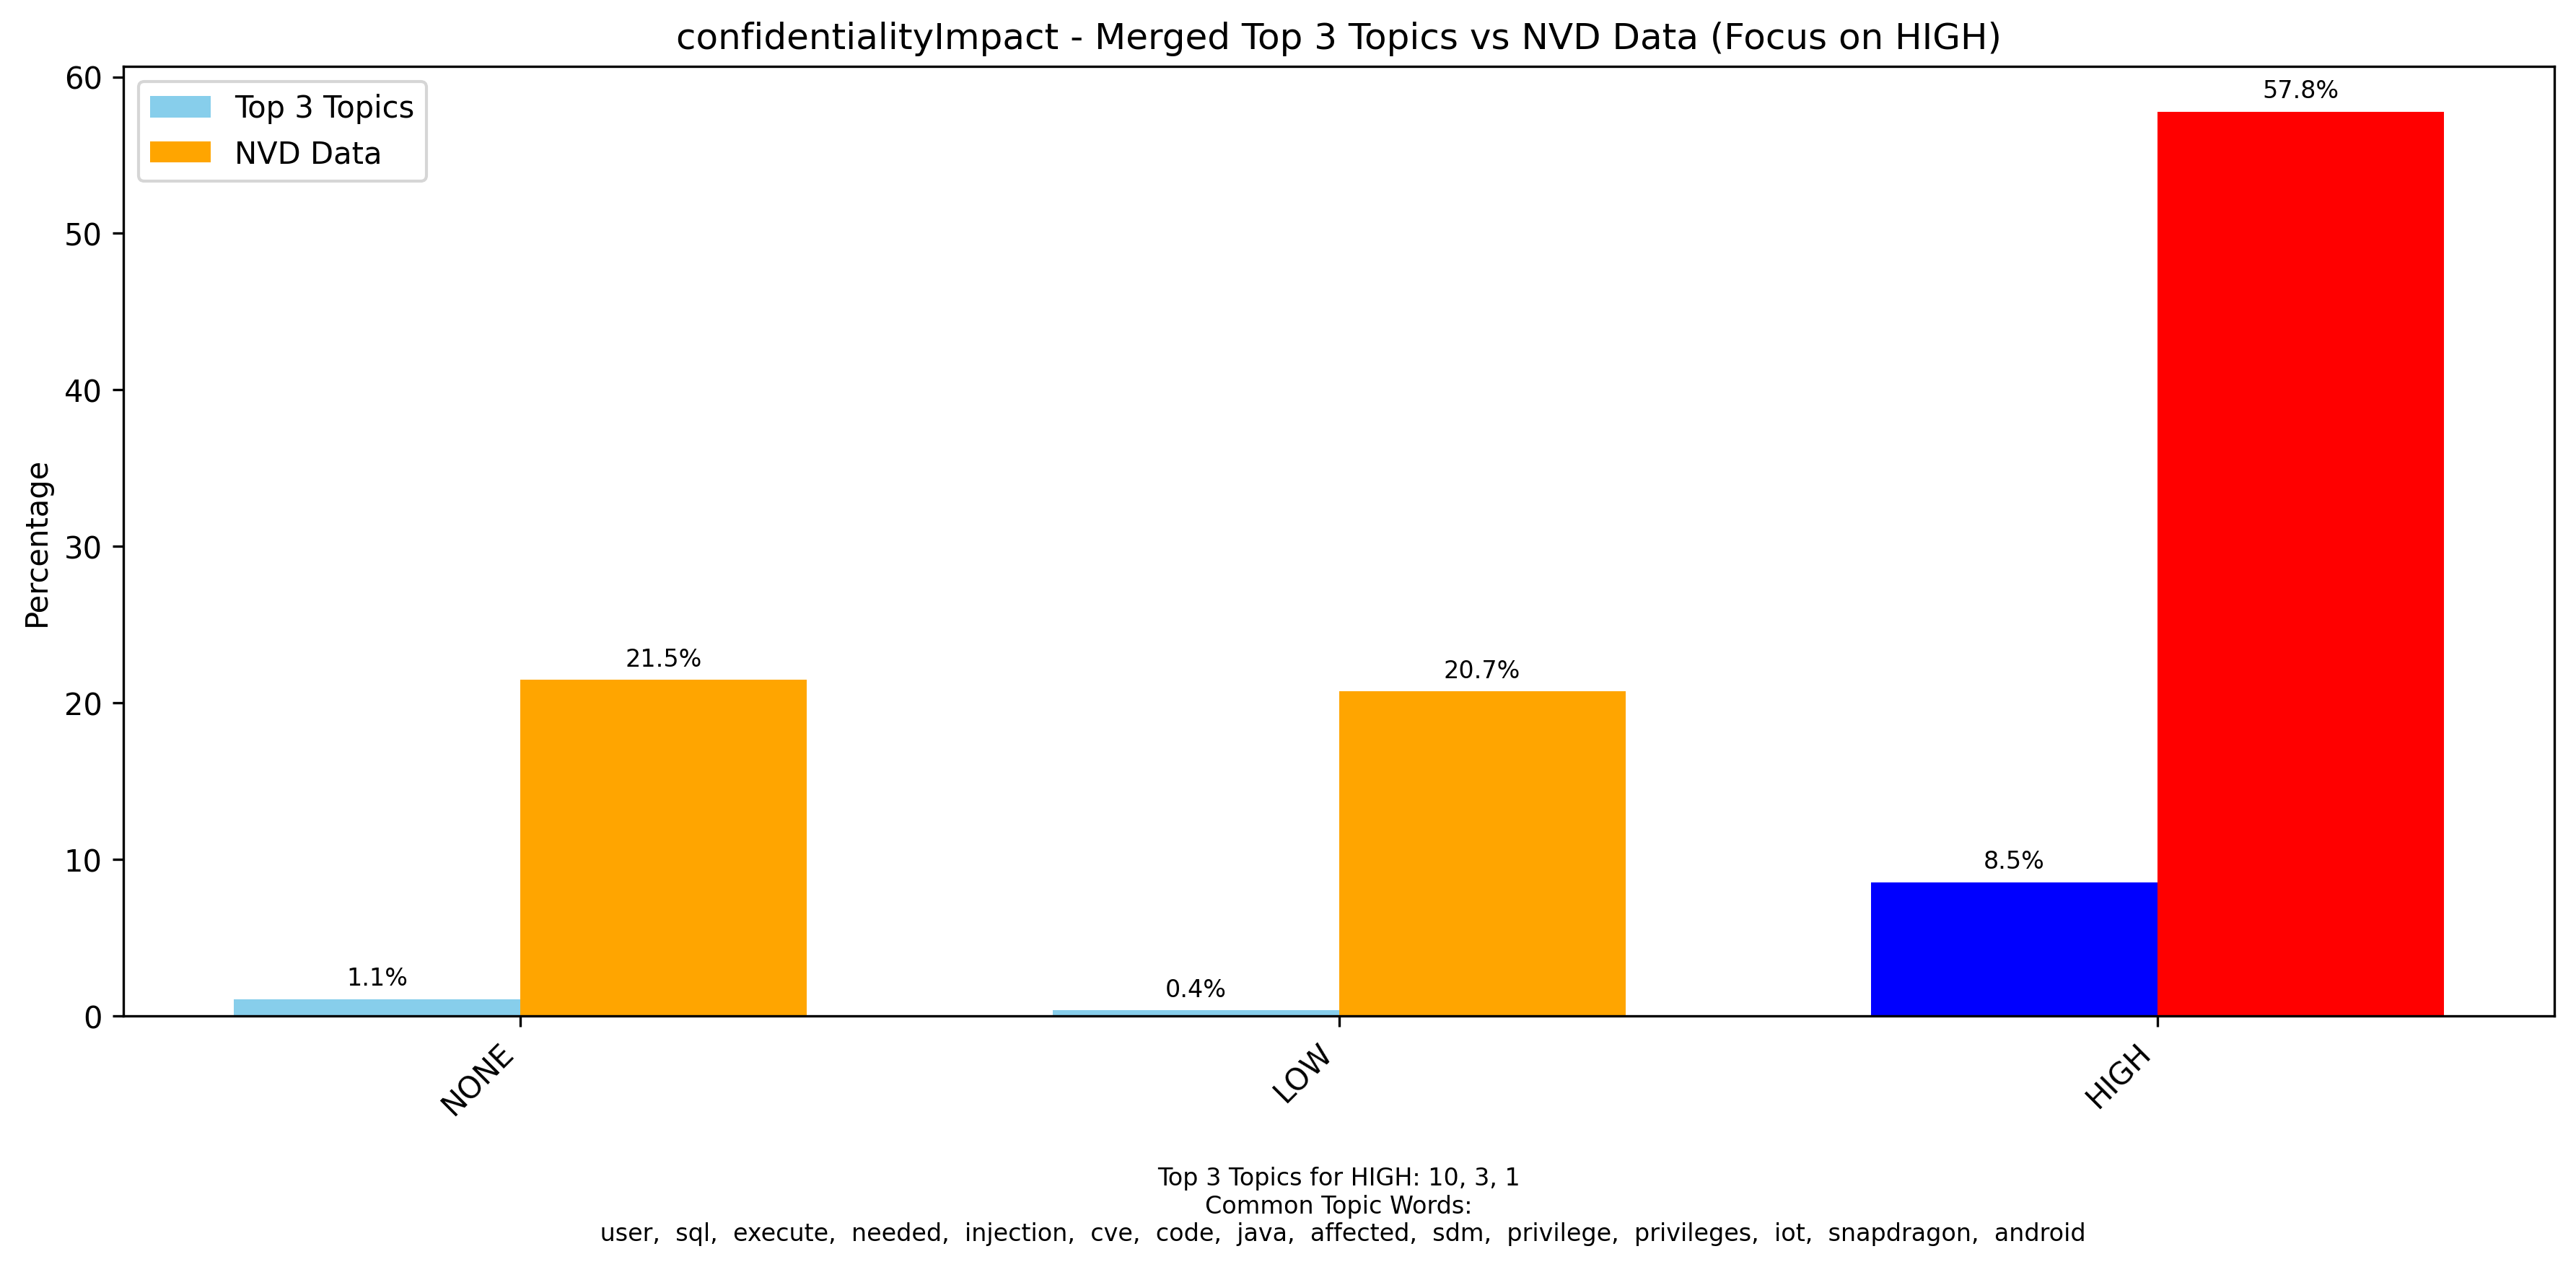 confidentialityImpact - Merged Top 3 Topics vs NVD Data (Focus on HIGH)
Top 3 Topics
NVD Data
Percentage
60
50
40
30
20
10
0
1.1%
21.5%
0.4%
20.7%
8.5%
57.8%
NONE
LOW
HIGH
Top 3 Topics for HIGH: 10, 3, 1
Common Topic Words:
user, sql, execute, needed, injection, cve, code, java, affected, sdm, privilege, privileges, iot, snapdragon, android